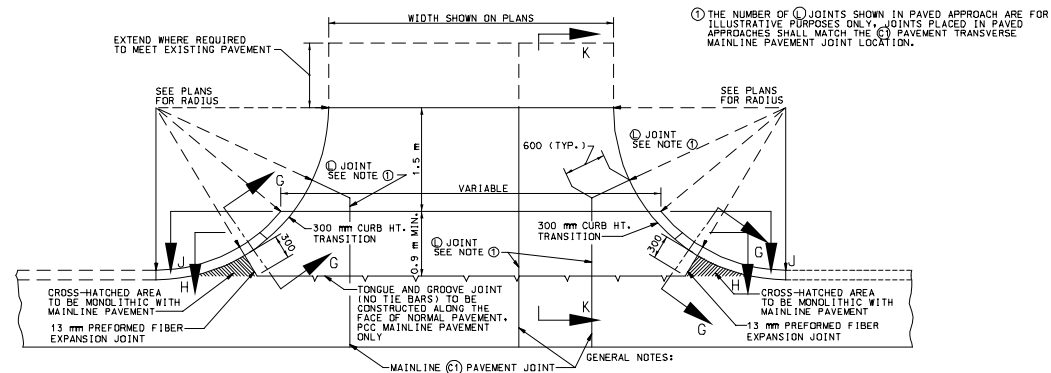 WIDTH SHOWN ON PLANS
① THE NUMBER OF Ⓛ JOINTS SHOWN IN PAVED APPROACH ARE FOR
ILLUSTRATIVE PURPOSES ONLY. JOINTS PLACED IN PAVED
APPROACHES SHALL MATCH THE (C1) PAVEMENT TRANSVERSE
MAINLINE PAVEMENT JOINT LOCATION.
EXTEND WHERE REQUIRED
TO MEET EXISTING PAVEMENT
K
SEE PLANS
FOR RADIUS
SEE PLANS
FOR RADIUS
600 (TYP.)
Ⓛ JOINT
SEE NOTE ①
Ⓛ JOINT
SEE NOTE ①
1.5 m
G
VARIABLE
300 mm CURB HT.
TRANSITION
300 mm CURB HT.
TRANSITION
0.9 m MIN.
300
300
Ⓛ JOINT
SEE NOTE ①
G
J
H
G
H
J
CROSS-HATCHED AREA
TO BE MONOLITHIC WITH
MAINLINE PAVEMENT
13 mm PREFORMED FIBER
EXPANSION JOINT
TONGUE AND GROOVE JOINT
(NO TIE BARS) TO BE
CONSTRUCTED ALONG THE
FACE OF NORMAL PAVEMENT.
PCC MAINLINE PAVEMENT
ONLY
K
G
CROSS-HATCHED AREA
TO BE MONOLITHIC WITH
MAINLINE PAVEMENT
13 mm PREFORMED FIBER
EXPANSION JOINT
MAINLINE (C1) PAVEMENT JOINT
GENERAL NOTES: